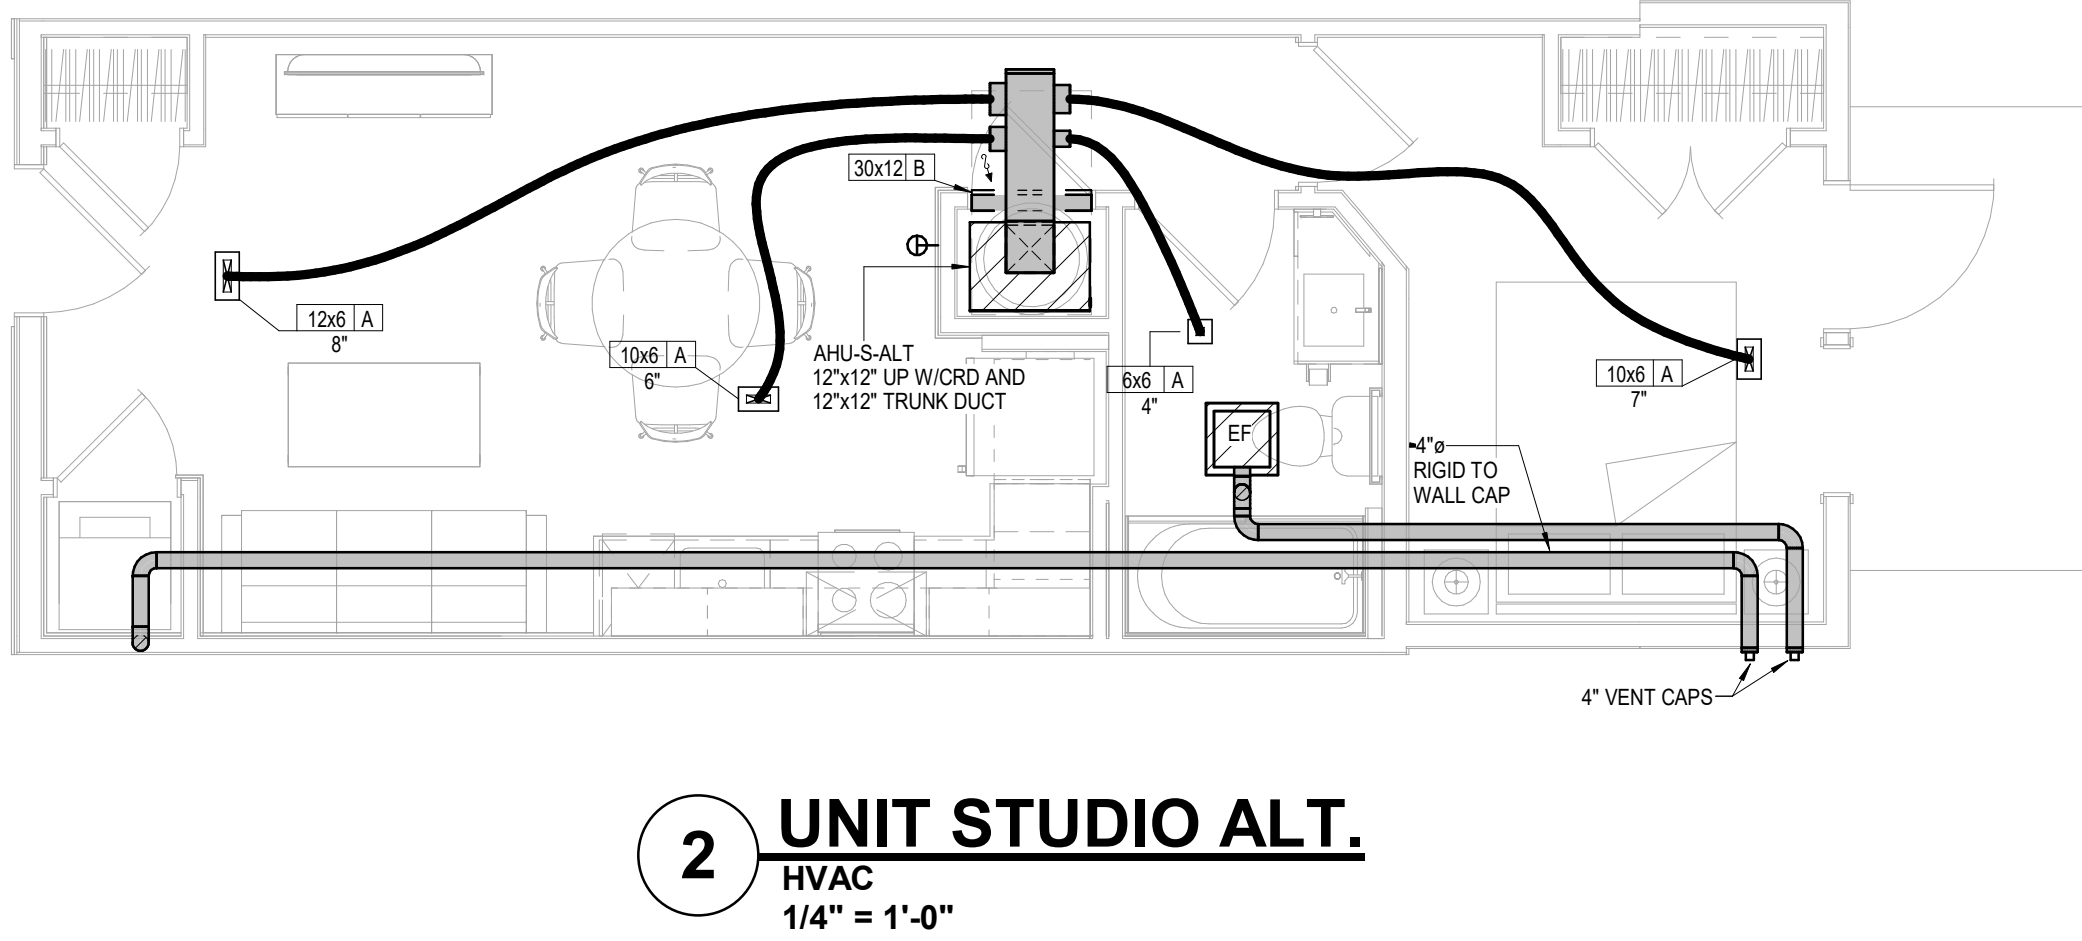 30x12 B
12x6 A
8"
10x6 A
6"
AHU-S-ALT
12"x12" UP W/CRD AND
12"x12" TRUNK DUCT
6x6 A
4"
10x6 A
7"
EF
4"ø
RIGID TO
WALL CAP
4" VENT CAPS
2
UNIT STUDIO ALT.
HVAC
1/4" = 1'-0"